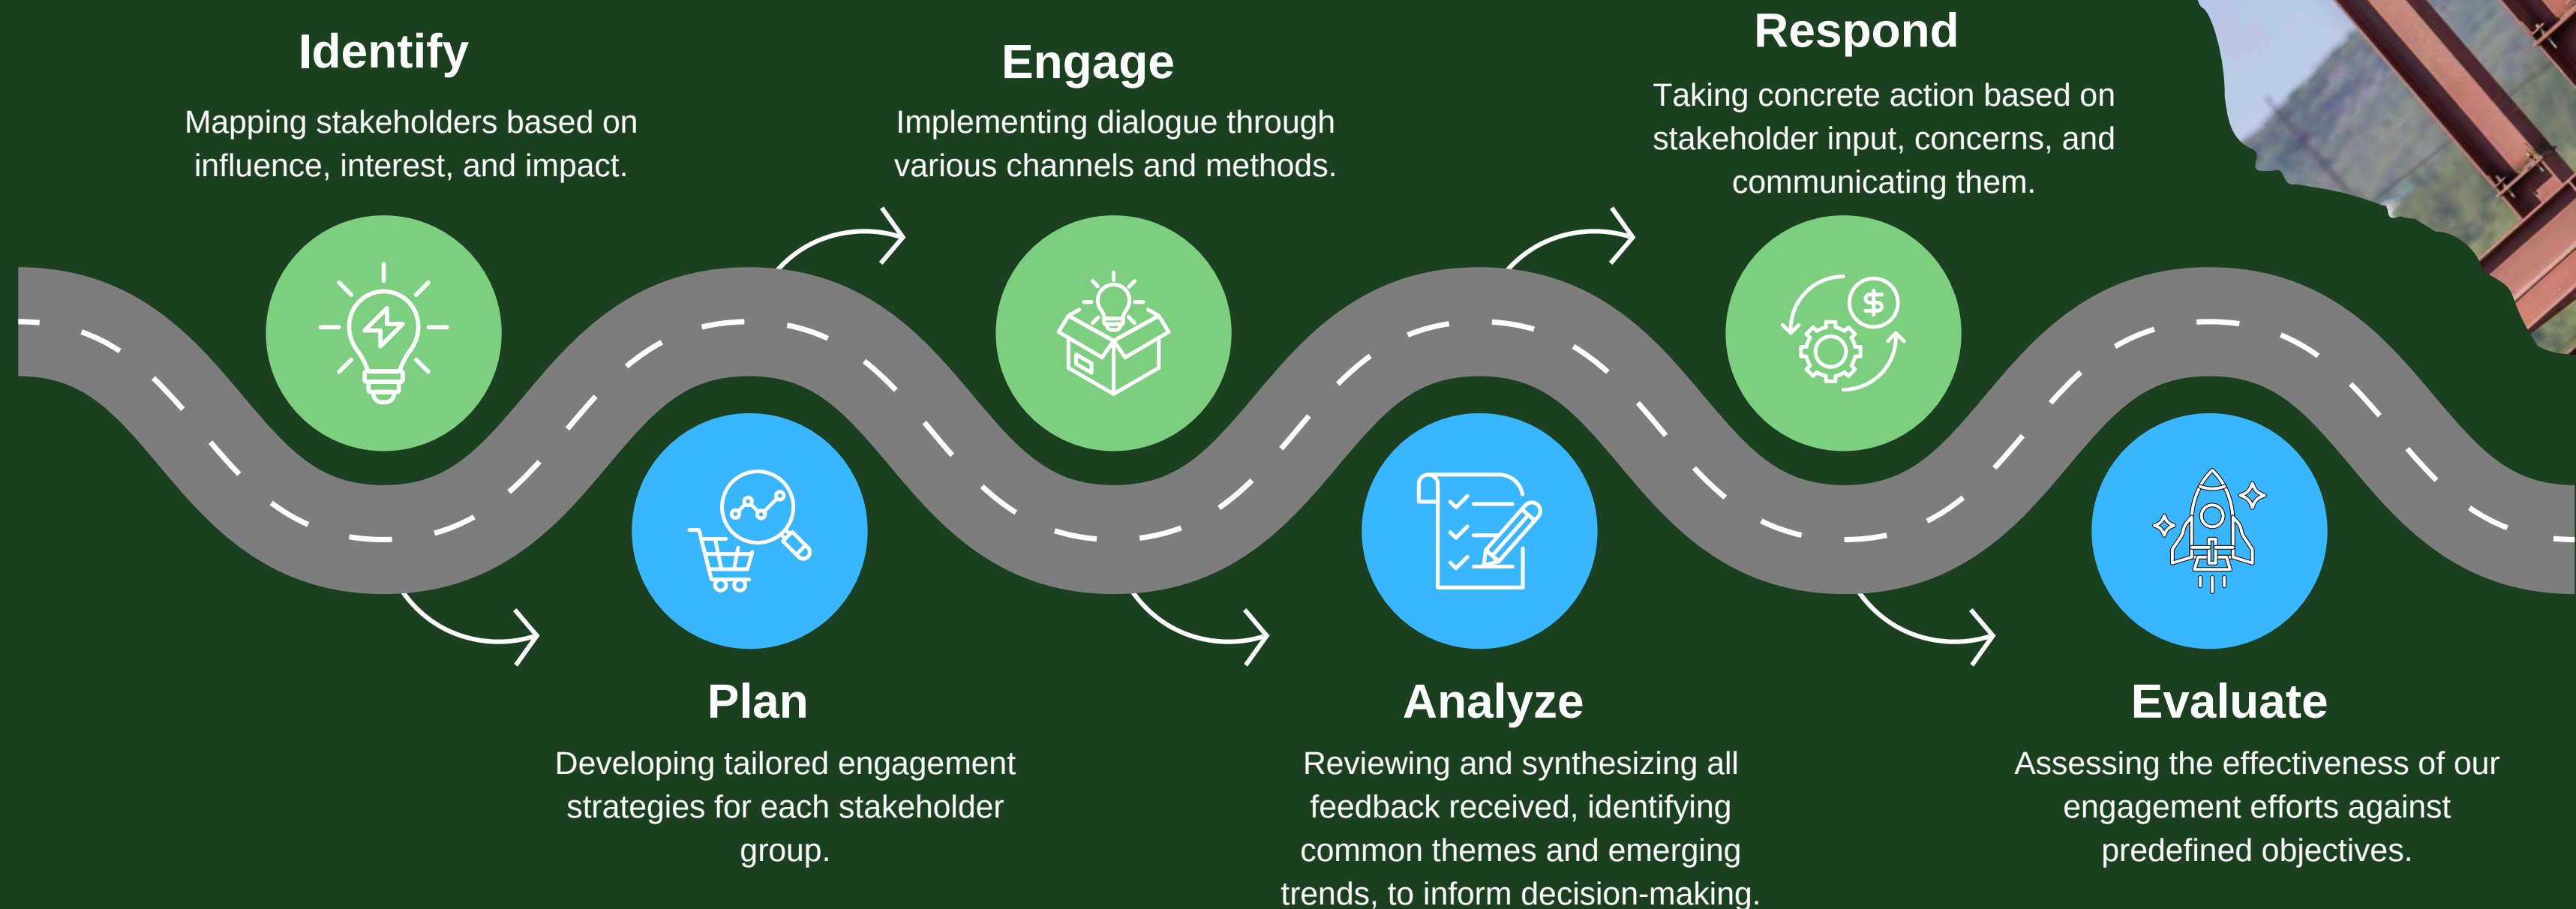 Identify
Mapping stakeholders based on
influence, interest, and impact.
Plan
Developing tailored engagement
strategies for each stakeholder
group.
Engage
Implementing dialogue through
various channels and methods.
Analyze
Reviewing and synthesizing all
feedback received, identifying
common themes and emerging
trends, to inform decision-making.
Respond
Taking concrete action based on
stakeholder input, concerns, and
communicating them.
Evaluate
Assessing the effectiveness of our
engagement efforts against
predefined objectives.
$